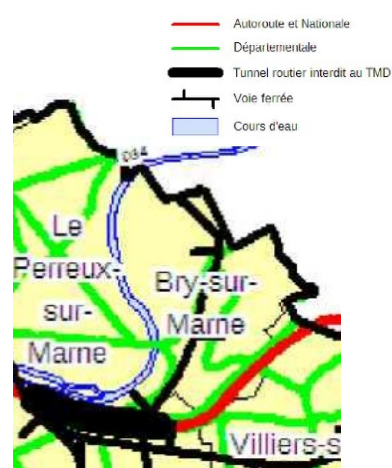 Autoroute et Nationale
Départementale
Tunnel routier interdit au TMD
Voie ferrée
Cours d'eau
D34
Le
Perreux-
sur-
Marne
Bry-sur-
Marne
Villiers-s